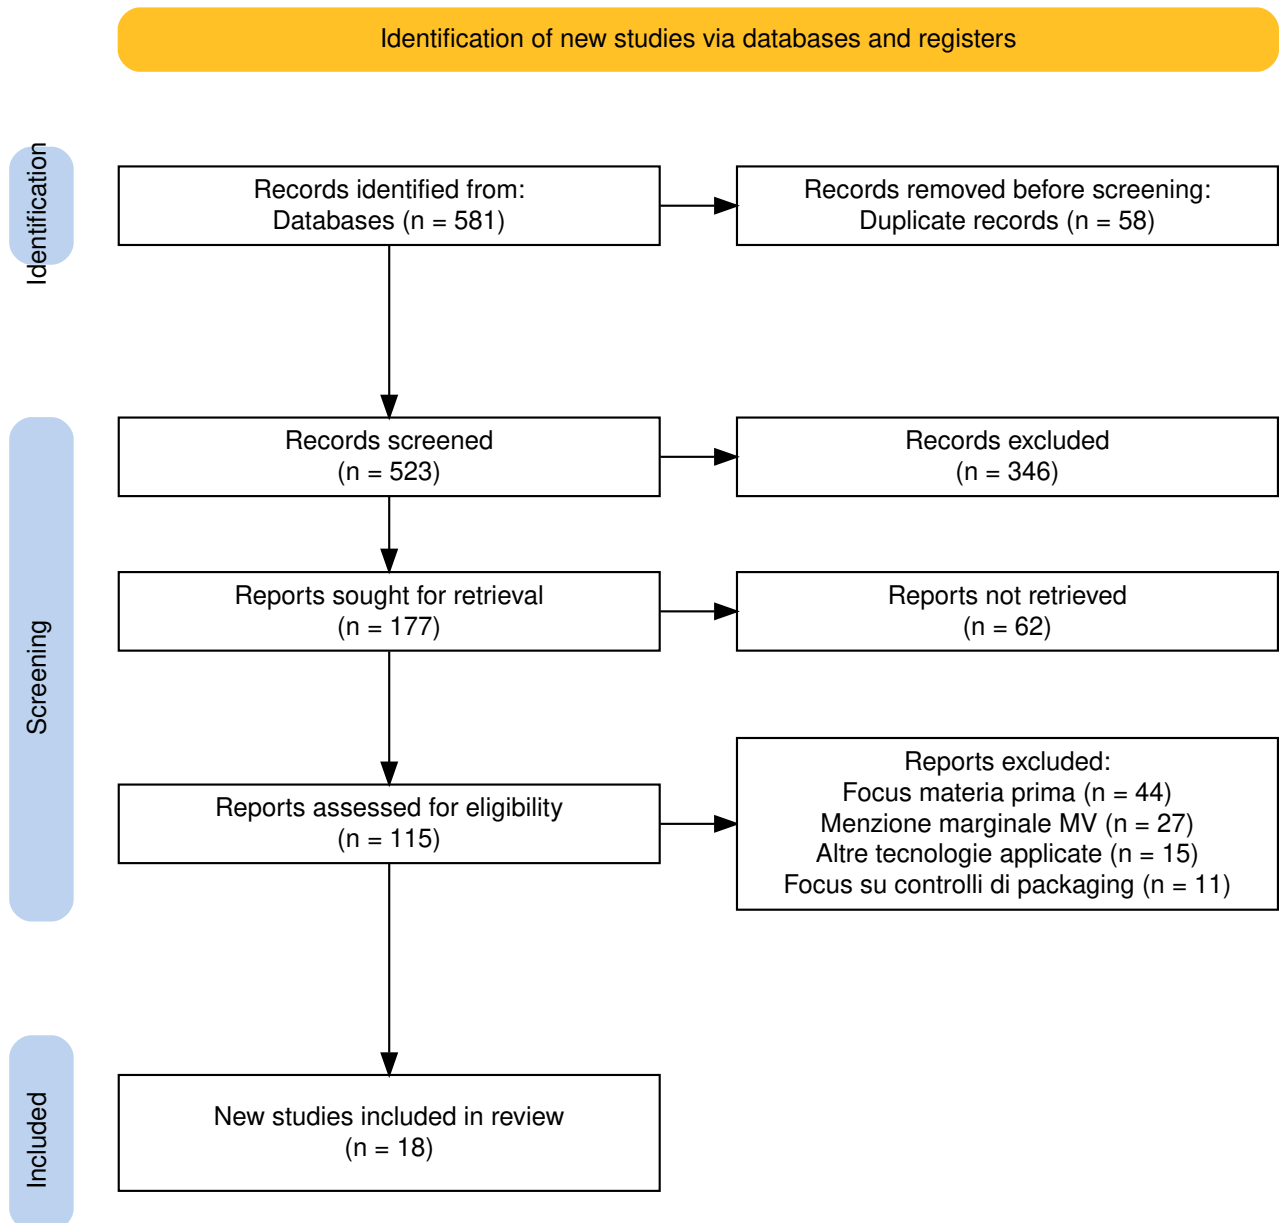 Identification of new studies via databases and registers
Identification
Records identified from:
Databases (n = 581)
Records removed before screening:
Duplicate records (n = 58)
Screening
Records screened
(n = 523)
Records excluded
(n = 346)
Reports sought for retrieval
(n = 177)
Reports not retrieved
(n = 62)
Reports assessed for eligibility
(n = 115)
Reports excluded:
Focus materia prima (n = 44)
Menzione marginale MV (n = 27)
Altre tecnologie applicate (n = 15)
Focus su controlli di packaging (n = 11)
Included
New studies included in review
(n = 18)